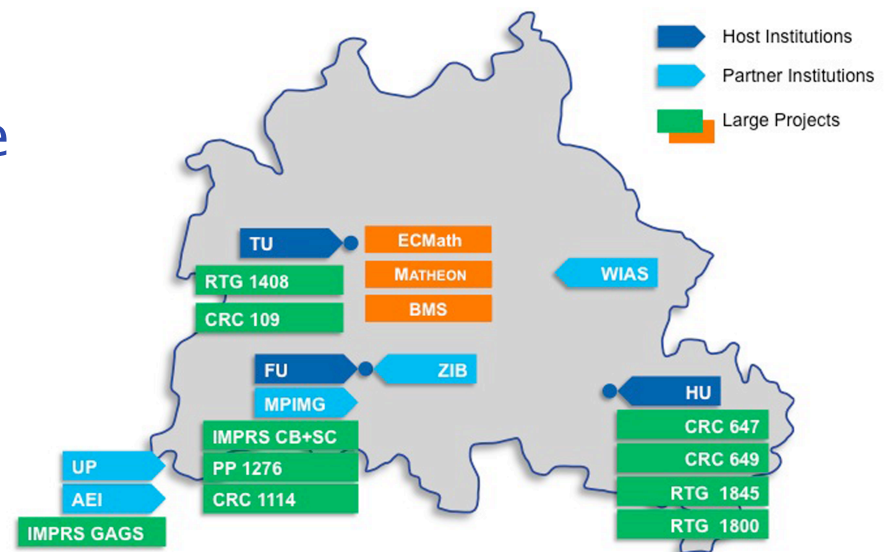 e
Host Institutions
Partner Institutions
Large Projects
TU
ECMath
RTG 1408
MATHEON
WIAS
CRC 109
BMS
FU
ZIB
MPIMG
HU
IMPRS CB+SC
CRC 647
UP
PP 1276
CRC 649
AEI
CRC 1114
RTG 1845
IMPRS GAGS
RTG 1800